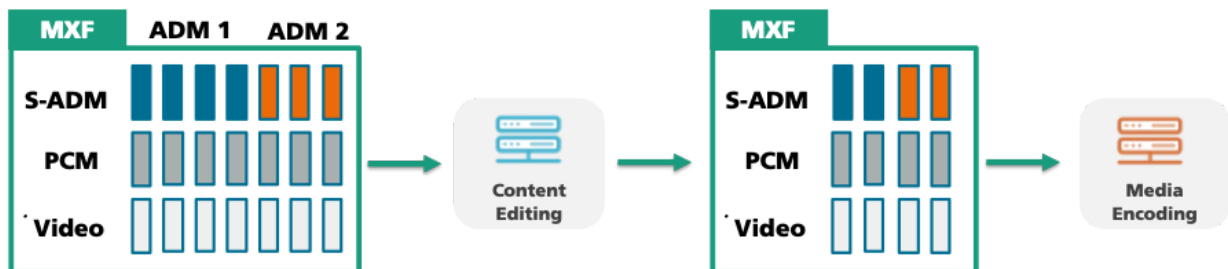 MXF ADM 1 ADM 2
S-ADM
PCM
Video
Content
Editing
MXF
S-ADM
PCM
Video
Media
Encoding